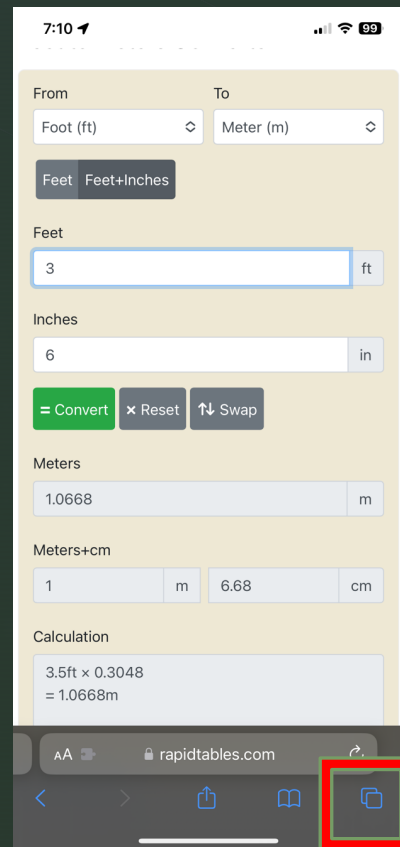 7:10
99
From
To
Foot (ft)
Meter (m)
Feet
Feet+Inches
Feet
3
ft
Inches
6
in
= Convert
× Reset
↑↓ Swap
Meters
1.0668
m
Meters+cm
1
m
6.68
cm
Calculation
3.5ft × 0.3048
= 1.0668m
AA
rapidtables.com